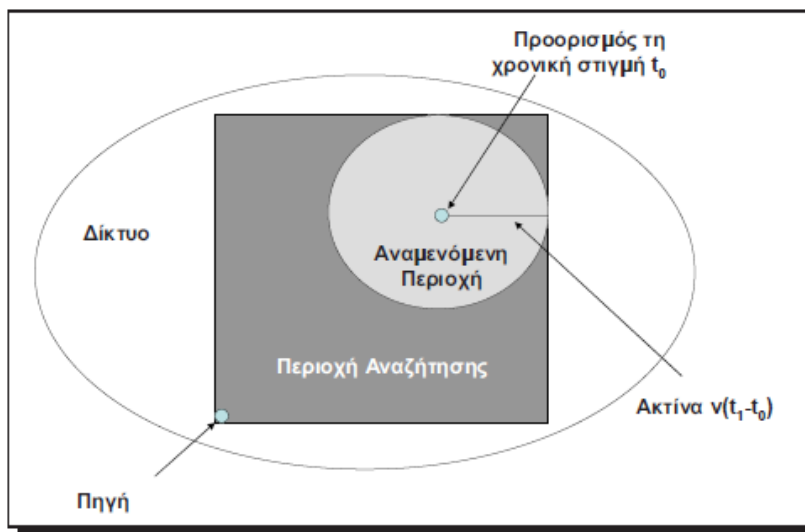 Προορισμός τη
χρονική στιγμή t₀
Δίκτυο
Αναμενόμενη
Περιοχή
Περιοχή Αναζήτησης
Ακτίνα v(t₁-t₀)
Πηγή